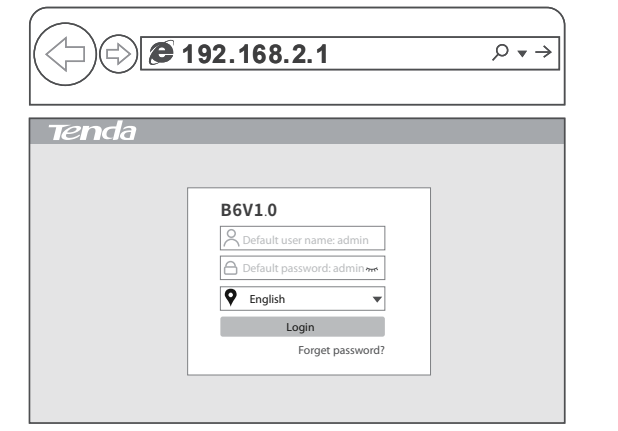 192.168.2.1
Tenda
B6V1.0
Default user name: admin
Default password: admin
English
Login
Forget password?